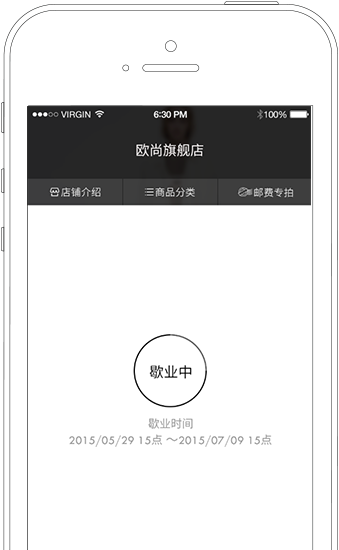 ●●●○○ VIRGIN 6:30 PM 100%
欧尚旗舰店
店铺介绍 商品分类 邮费专拍
歇业中
歇业时间
2015/05/29 15点 ～2015/07/09 15点